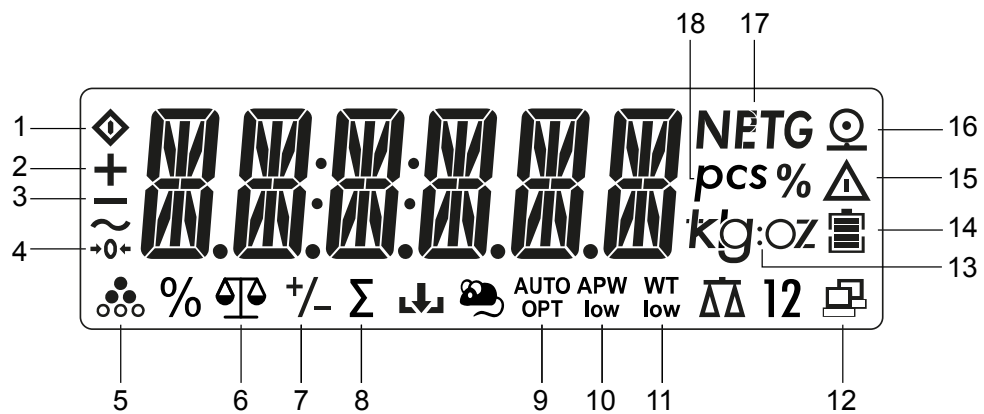 18 17
1 NETG 16
2 pcs % 15
3
4 →0← kg:oz 14
13
% +/− Σ AUTO OPT APW low WT low 12
5 6 7 8 9 10 11 12